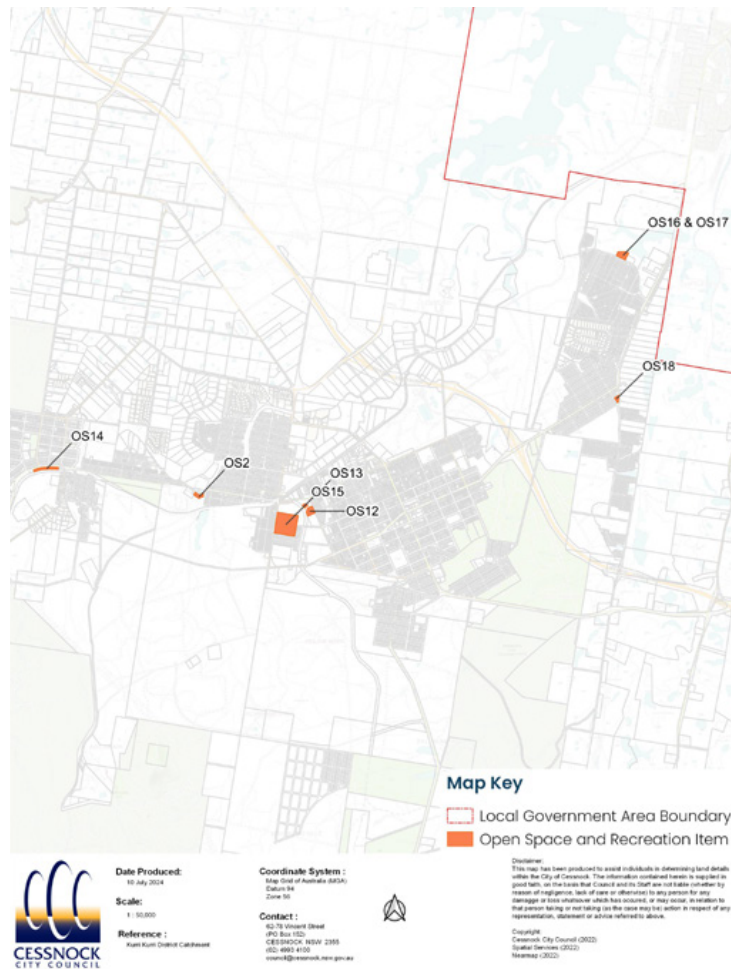 OS16 & OS17
OS18
OS14
OS2
OS13
OS15
OS12
Map Key
Local Government Area Boundary
Open Space and Recreation Item
CESSNOCK
CITY COUNCIL
Date Produced:
10 July 2024
Scale:
1 : 50,000
Reference :
Kurri Kurri District Catchment
Coordinate System :
Map Grid of Australia (MGA)
Datum 94
Zone 56
Contact :
62-78 Vincent Street
(PO Box 152)
CESSNOCK NSW 2325
(02) 4993 4100
council@cessnock.nsw.gov.au
Disclaimer:
This map has been produced to assist individuals in determining land details
within the City of Cessnock. The information contained herein is supplied in
good faith, on the basis that Council and its Staff are not liable (whether by
reason of negligence, lack of care or otherwise) to any person for any
damage or loss whatsoever which has occured, or may occur, in relation to
that person taking or not taking (as the case may be) action in respect of any
representation, statement or advice referred to above.
Copyright:
Cessnock City Council (2022)
Spatial Services (2022)
Nearmap (2022)